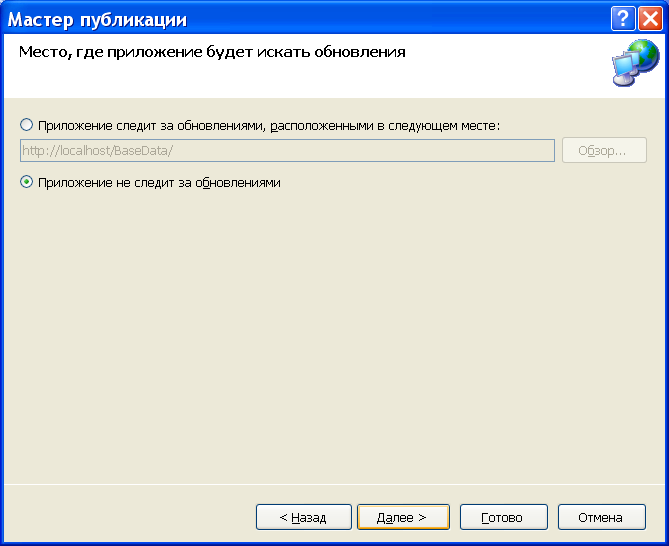 Мастер публикации
Место, где приложение будет искать обновления
Приложение следит за обновлениями, расположенными в следующем месте:
http://localhost/BaseData/
Обзор...
Приложение не следит за обновлениями
< Назад
Далее >
Готово
Отмена